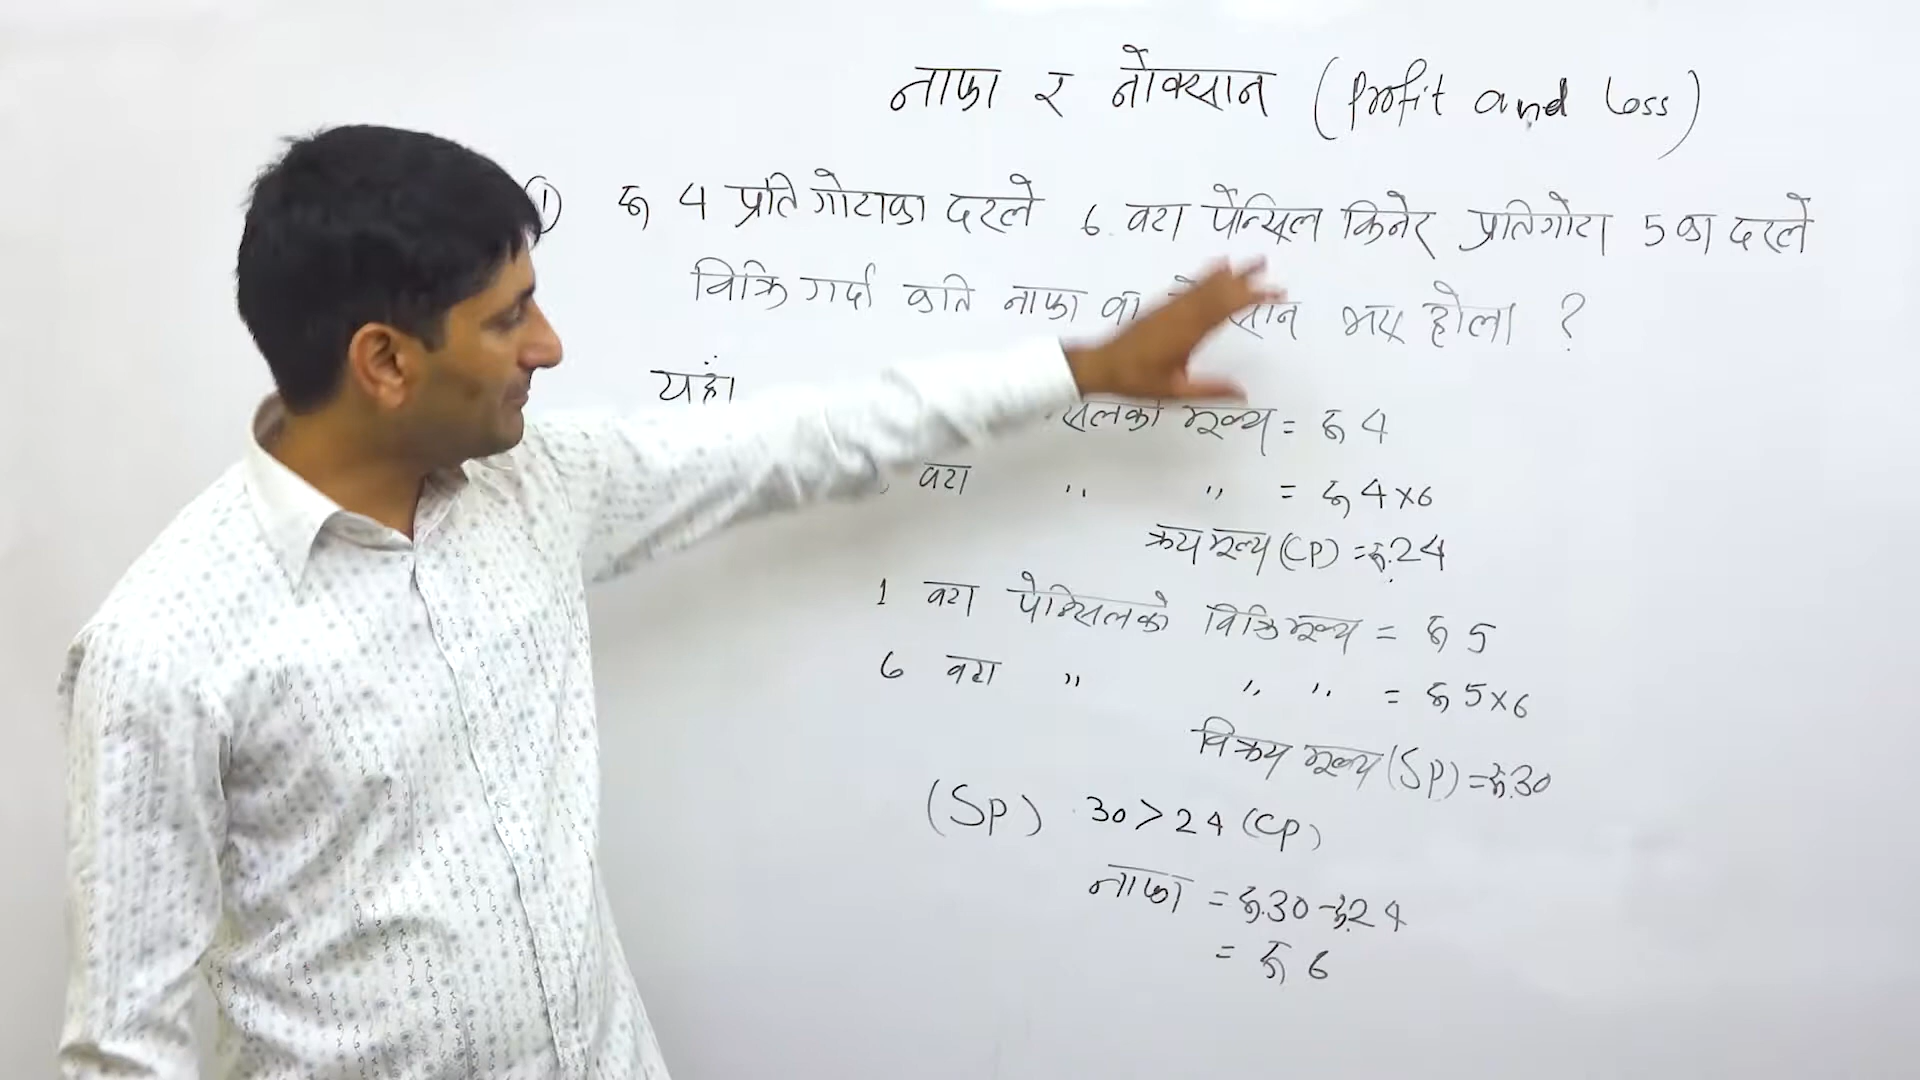 नाफा र नोक्सान (Profit and Loss)
① रू 4 प्रति गोटाका दरले 6 वटा पेन्सिल किनेर प्रतिगोटा 5 का दरले
विक्रि गर्दा कति नाफा वा भए होला ?
यहाँ
मूल्य = रू 4
वटा " " = रू 4×6
क्रय मूल्य (CP) = रू.24
1 वटा पेन्सिलको विक्रि मूल्य = रू 5
6 वटा " " " = रू 5×6
विक्रय मूल्य (SP) = रू.30
(SP) 30 > 24 (CP)
नाफा = रू.30 - रू.24
= रू 6